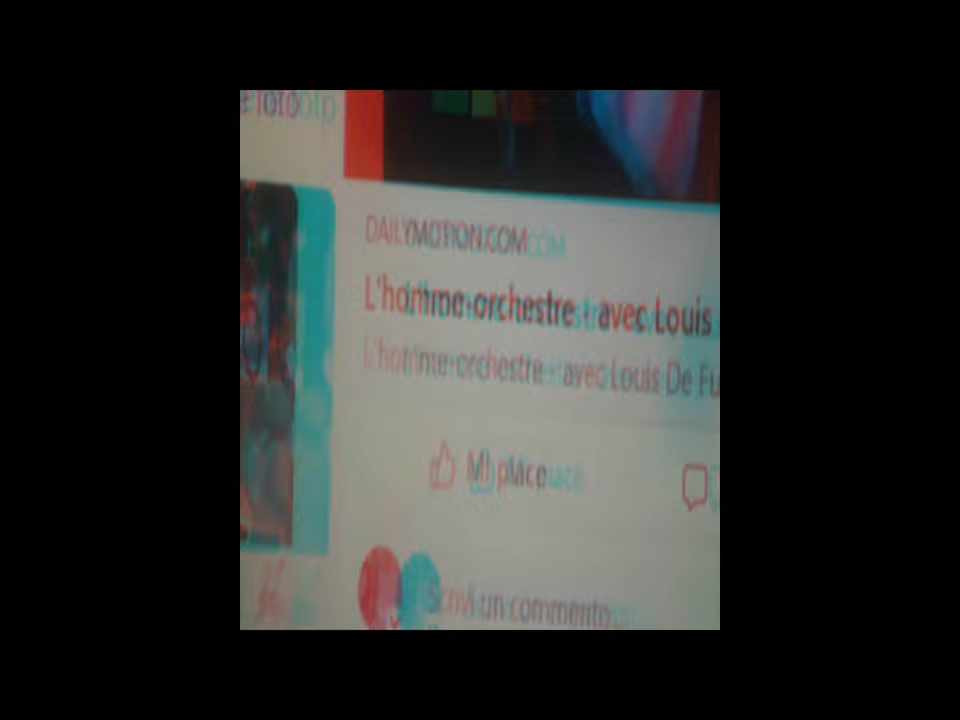 DAILYMOTION.COM
L'homme-orchestre - avec Louis
L'homme-orchestre - avec Louis De Fu
Mi piace
Scrivi un commento